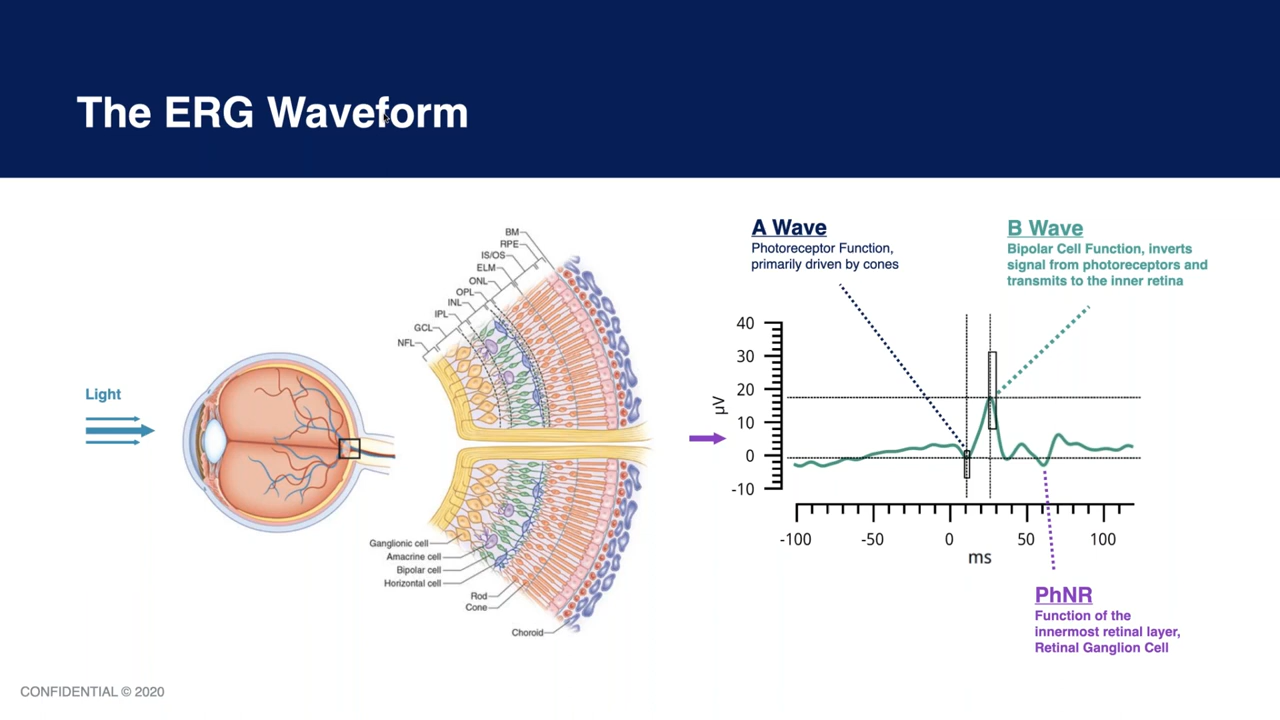 The ERG Waveform
Light
BM
RPE
IS/OS
ELM
ONL
OPL
INL
IPL
GCL
NFL
Ganglionic cell
Amacrine cell
Bipolar cell
Horizontal cell
Rod
Cone
Choroid
A Wave
Photoreceptor Function,
primarily driven by cones
B Wave
Bipolar Cell Function, inverts
signal from photoreceptors and
transmits to the inner retina
40
30
20
10
0
-10
µV
-100 -50 0 50 100
ms
PhNR
Function of the
innermost retinal layer,
Retinal Ganglion Cell
CONFIDENTIAL © 2020